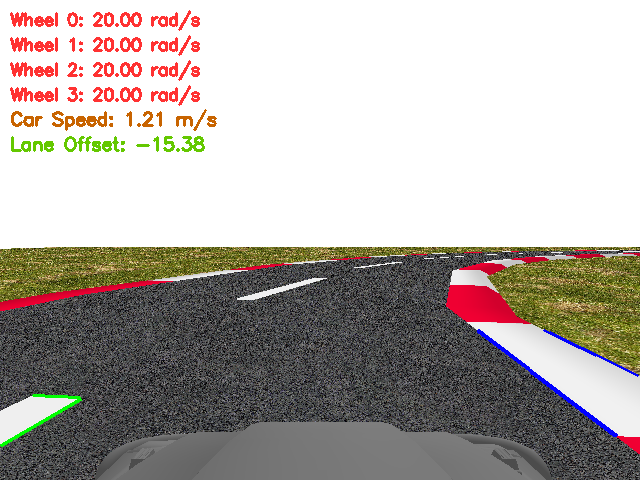 Wheel 0: 20.00 rad/s
Wheel 1: 20.00 rad/s
Wheel 2: 20.00 rad/s
Wheel 3: 20.00 rad/s
Car Speed: 1.21 m/s
Lane Offset: -15.38